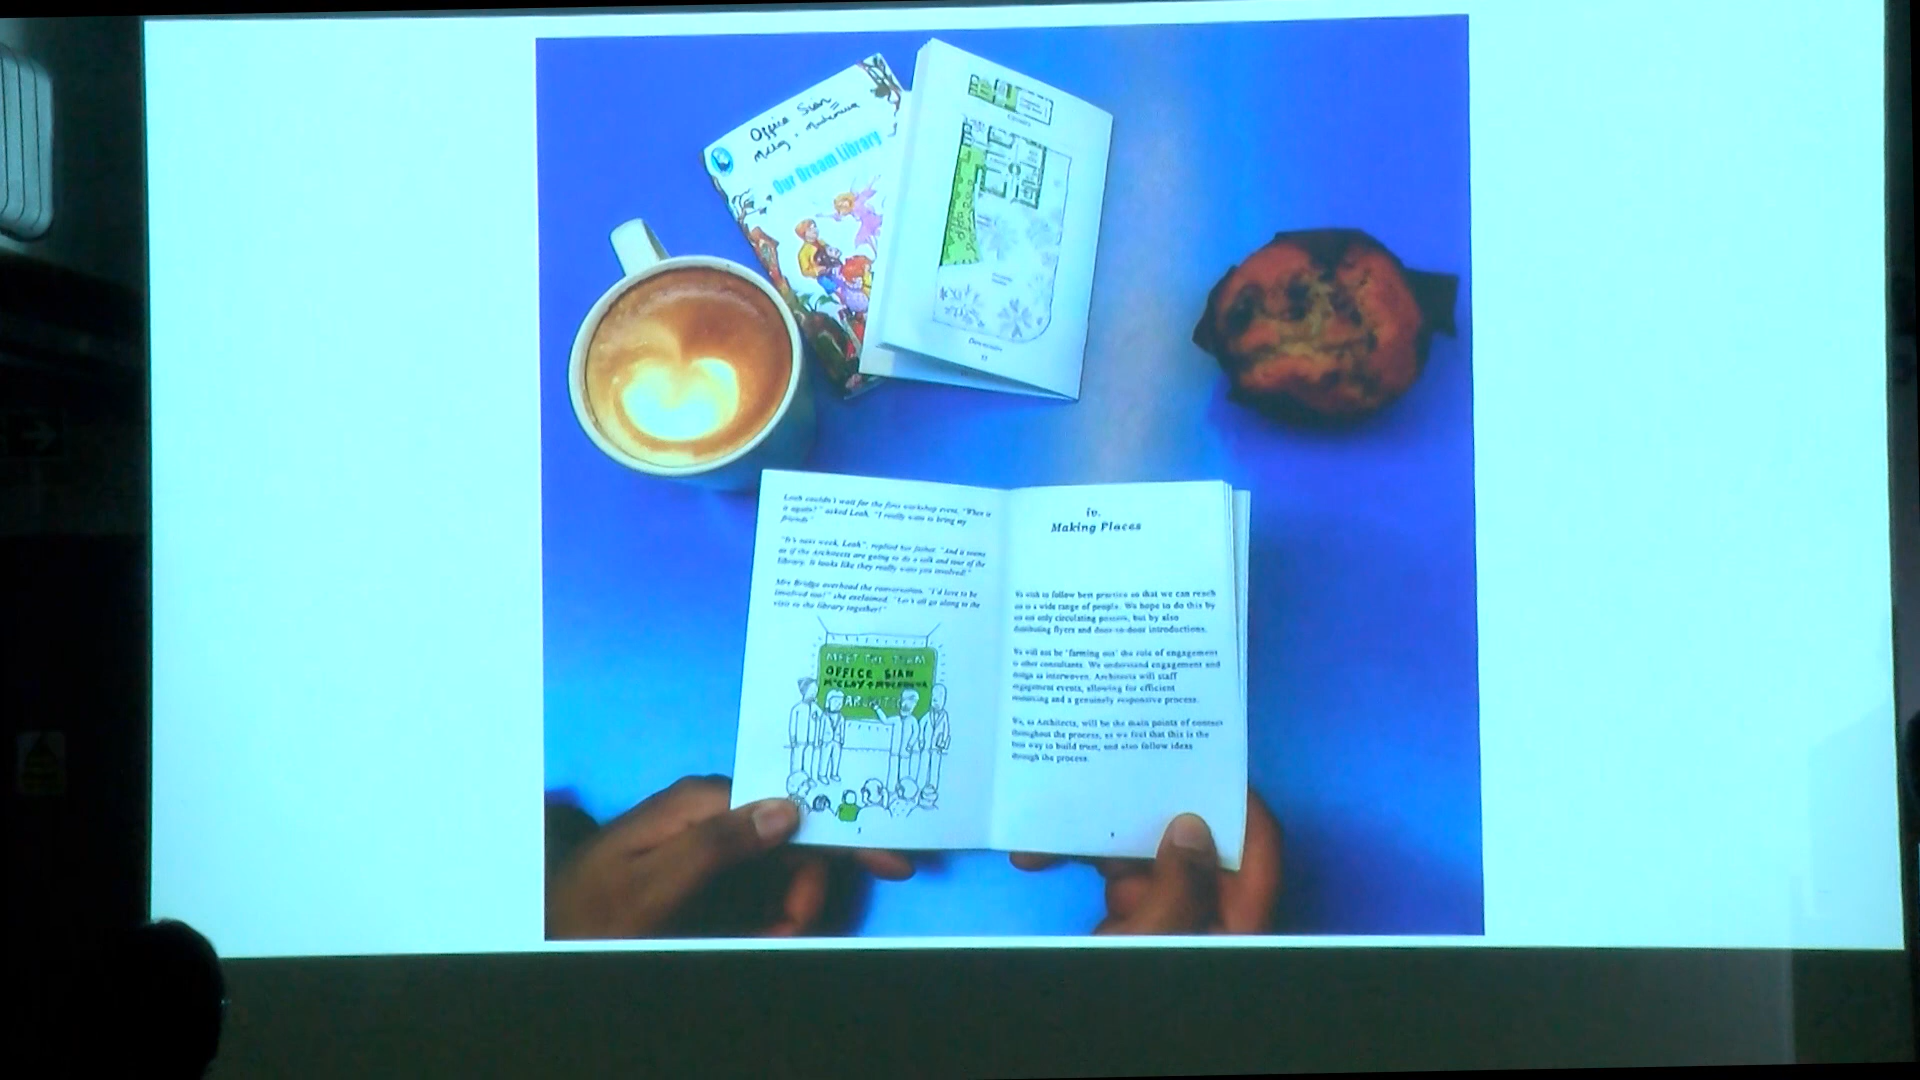 Office Sian
McLay +
Our Dream Library
Leah couldn't wait for the first workshop event. "When is
it again?" asked Leah, "I really want to bring my
friends"
"It's next week, Leah", replied her father. "And it seems
as if the Architects are going to do a talk and tour of the
library. It looks like they really want you involved!"
Mrs Bridge overheard the conversation. "I'd love to be
involved too!" she exclaimed. "Let's all go along to the
visit to the library together!"
MEET THE TEAM
OFFICE SIAN
iv.
Making Places
We wish to follow best practice so that we can reach
out to a wide range of people. We hope to do this by
not only circulating posters, but by also
distributing flyers and door-to-door introductions.
We will not be 'farming out' the role of engagement
to other consultants. We understand engagement and
design as interwoven. Architects will staff
engagement events, allowing for efficient
resourcing and a genuinely responsive process.
We, as Architects, will be the main points of contact
throughout the process, as we feel that this is the
best way to build trust, and also follow ideas
through the process.